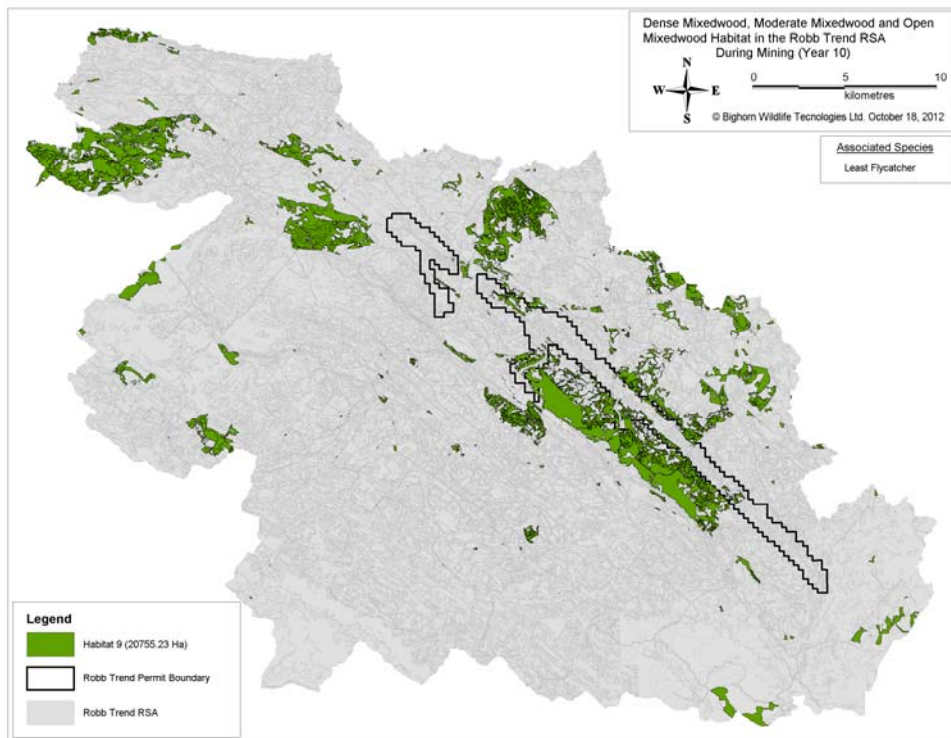 Dense Mixedwood, Moderate Mixedwood and Open
Mixedwood Habitat in the Robb Trend RSA
During Mining (Year 10)
N
W E
S
0 5 10
kilometres
© Bighorn Wildlife Tecnologies Ltd. October 18, 2012
Associated Species
Least Flycatcher
Legend
Habitat 9 (20755.23 Ha)
Robb Trend Permit Boundary
Robb Trend RSA